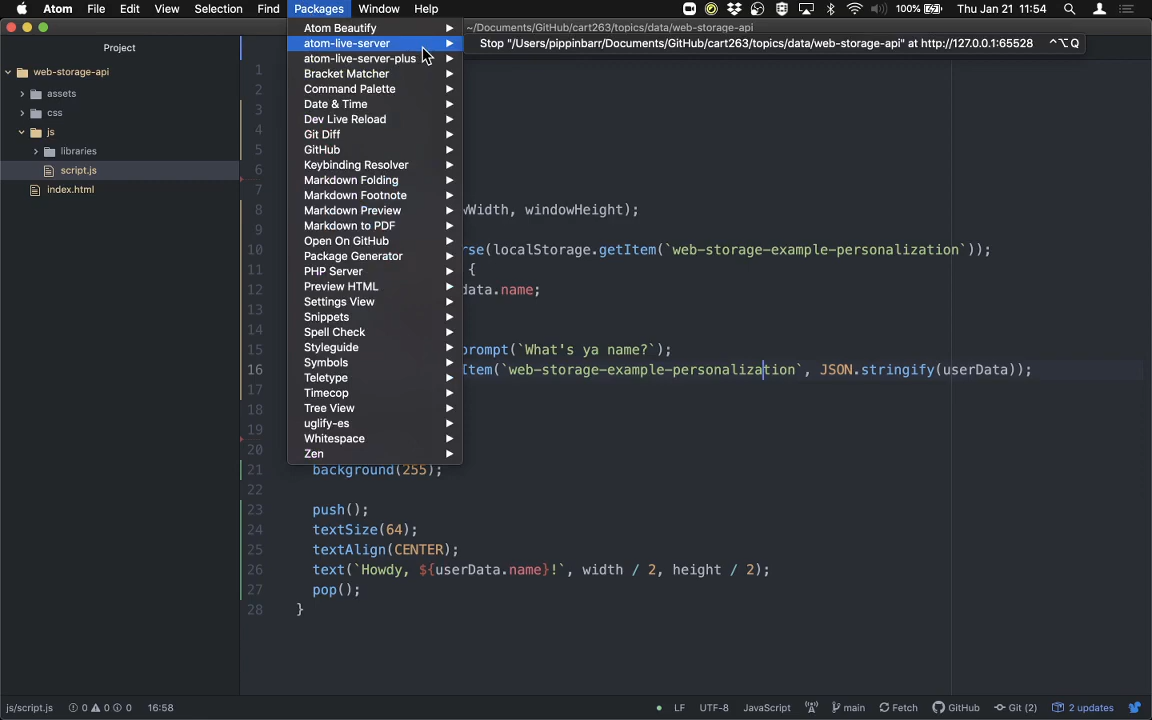 Atom File Edit View Selection Find Packages Window Help 100% Thu Jan 21 11:54
~/Documents/GitHub/cart263/topics/data/web-storage-api
Project
web-storage-api
assets
css
js
libraries
script.js
index.html
Atom Beautify
atom-live-server
Stop "/Users/pippinbarr/Documents/GitHub/cart263/topics/data/web-storage-api" at http://127.0.0.1:65528 ^⌥Q
atom-live-server-plus
Bracket Matcher
Command Palette
Date & Time
Dev Live Reload
Git Diff
GitHub
Keybinding Resolver
Markdown Folding
Markdown Footnote
Markdown Preview
Markdown to PDF
Open On GitHub
Package Generator
PHP Server
Preview HTML
Settings View
Snippets
Spell Check
Styleguide
Symbols
Teletype
Timecop
Tree View
uglify-es
Whitespace
Zen
1
2
3
4
5
6
7
8 wWidth, windowHeight);
9
10 rse(localStorage.getItem(`web-storage-example-personalization`));
11 {
12 data.name;
13
14
15 prompt(`What's ya name?`);
16 Item(`web-storage-example-personalization`, JSON.stringify(userData));
17
18
19
20
21 background(255);
22
23 push();
24 textSize(64);
25 textAlign(CENTER);
26 text(`Howdy, ${userData.name}!`, width / 2, height / 2);
27 pop();
28 }
js/script.js 0 0 0 16:58 LF UTF-8 JavaScript main Fetch GitHub Git (2) 2 updates